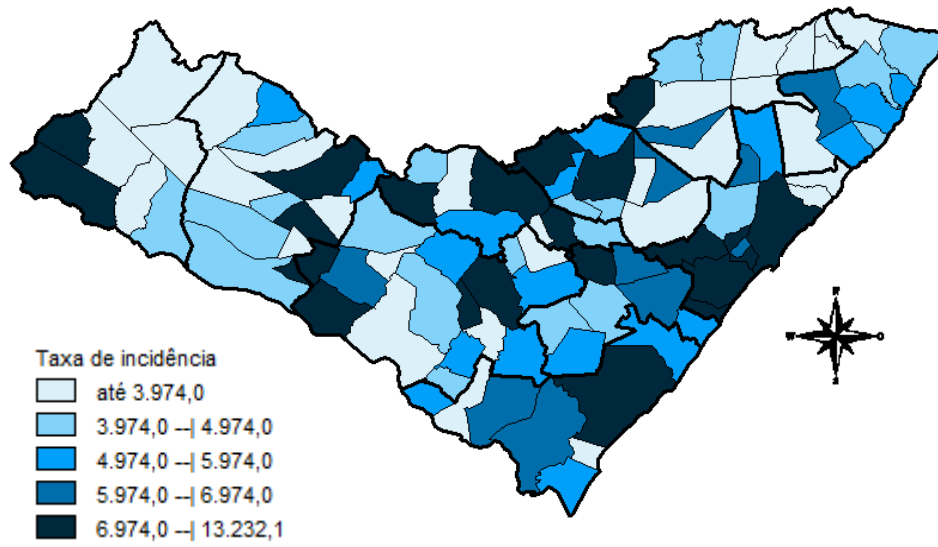 Taxa de incidência
até 3.974,0
3.974,0 --| 4.974,0
4.974,0 --| 5.974,0
5.974,0 --| 6.974,0
6.974,0 --| 13.232,1